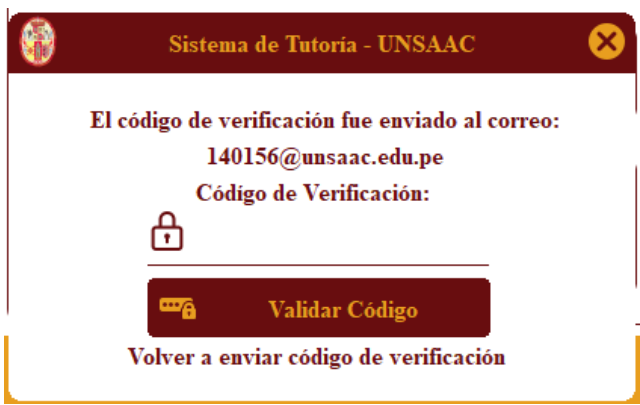 Sistema de Tutoría - UNSAAC
El código de verificación fue enviado al correo:
140156@unsaac.edu.pe
Código de Verificación:
Validar Código
Volver a enviar código de verificación